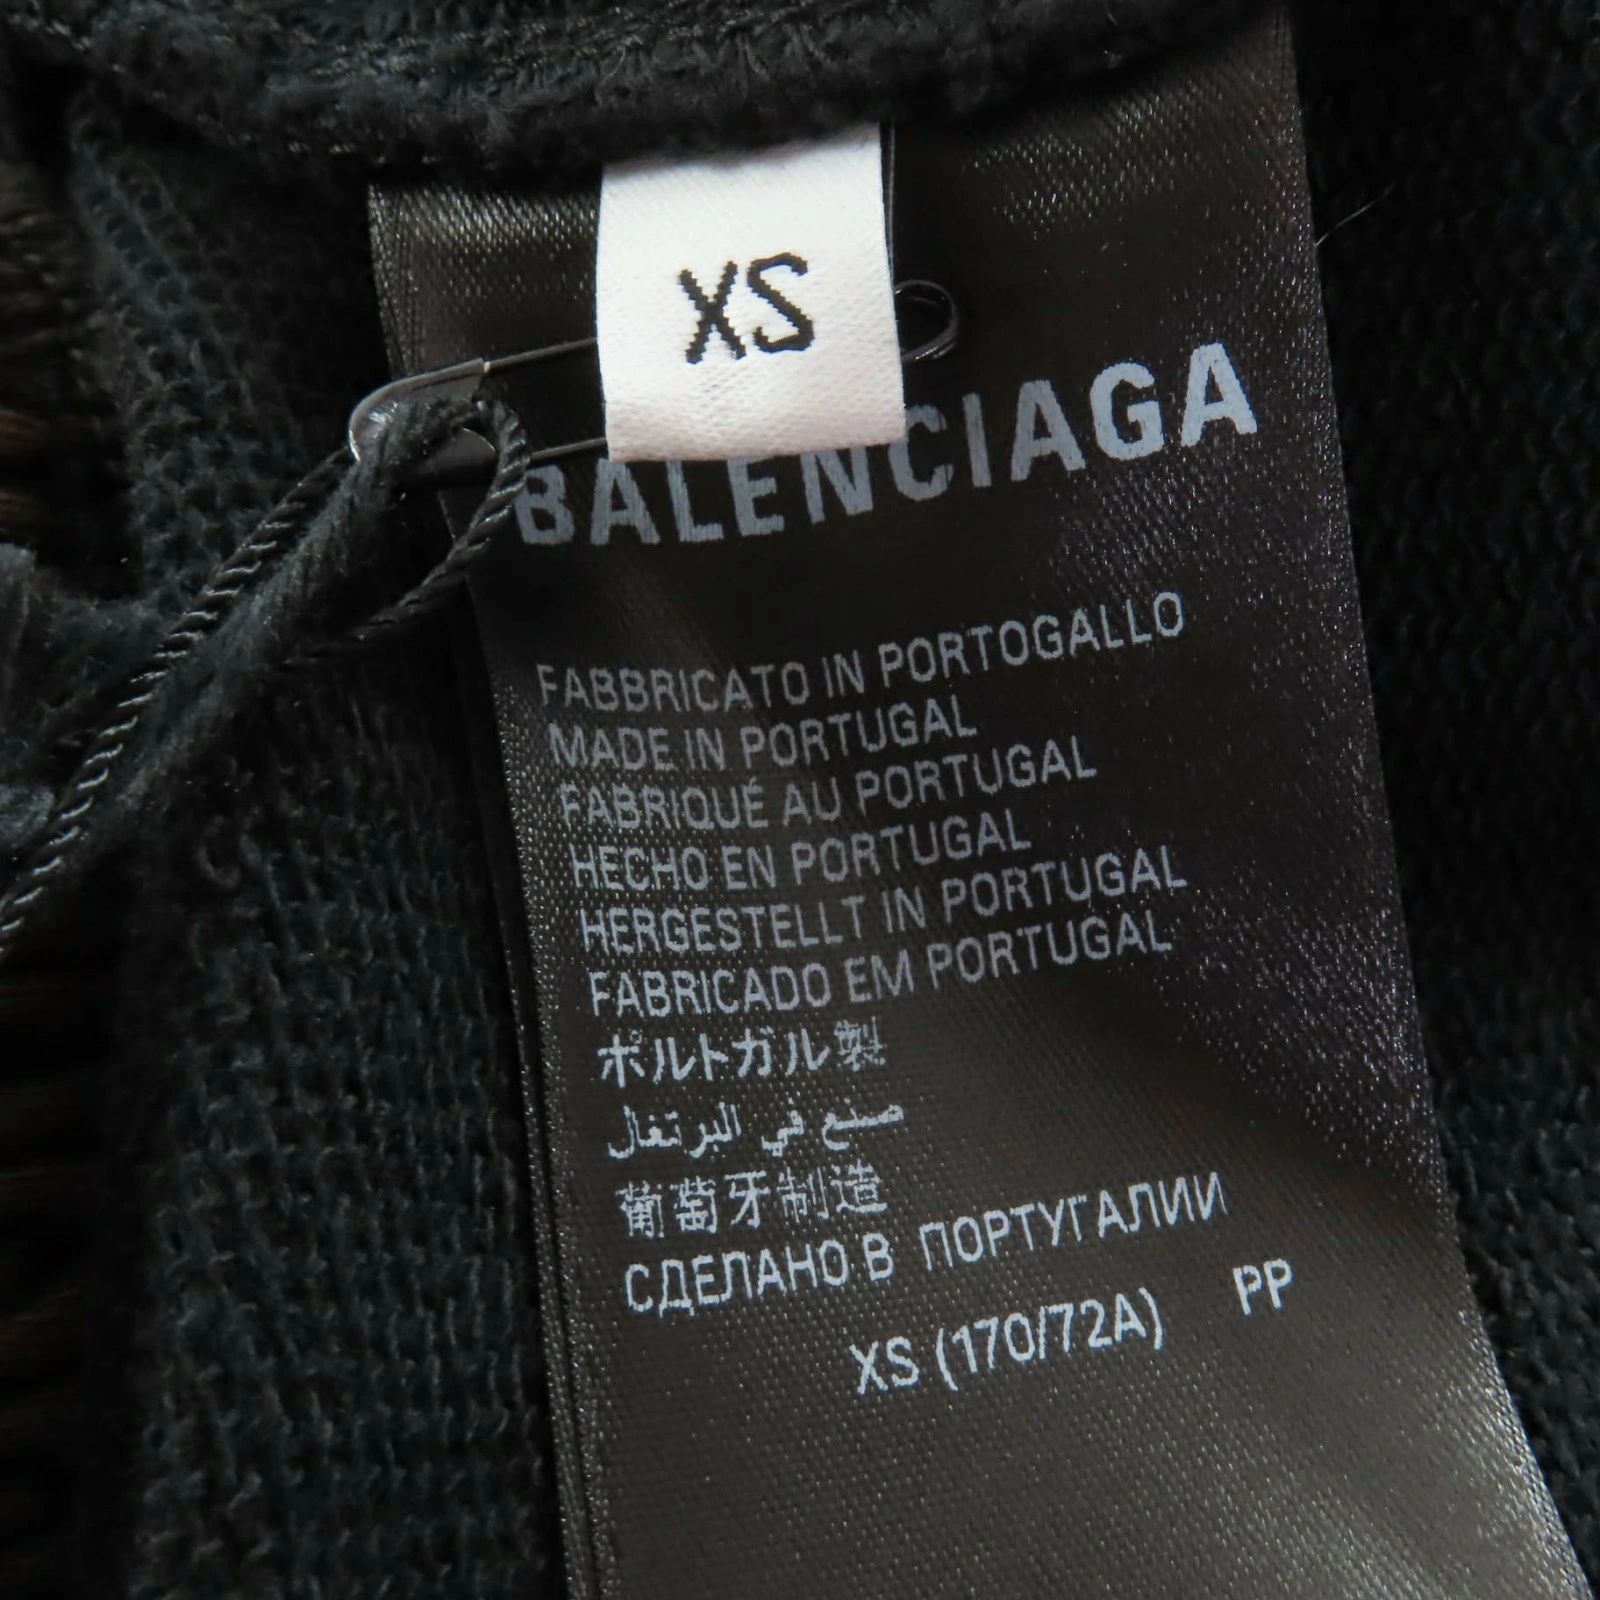 XS
BALENCIAGA
FABBRICATO IN PORTOGALLO
MADE IN PORTUGAL
FABRIQUÉ AU PORTUGAL
HECHO EN PORTUGAL
HERGESTELLT IN PORTUGAL
FABRICADO EM PORTUGAL
ポルトガル製
صنع في البرتغال
葡萄牙制造
СДЕЛАНО В ПОРТУГАЛИИ
XS (170/72A) PP